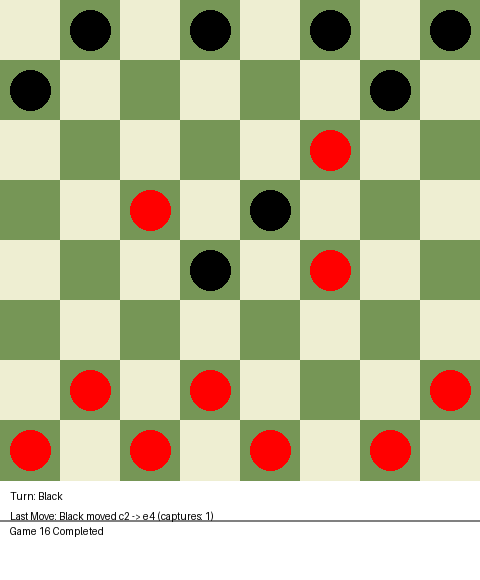 Turn: Black
Last Move: Black moved c2 -> e4 (captures: 1)
Game 16 Completed